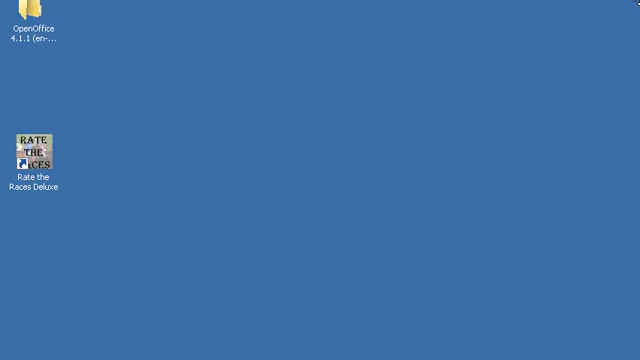 OpenOffice
4.1.1 (en-...
RATE
THE
RACES
Rate the
Races Deluxe